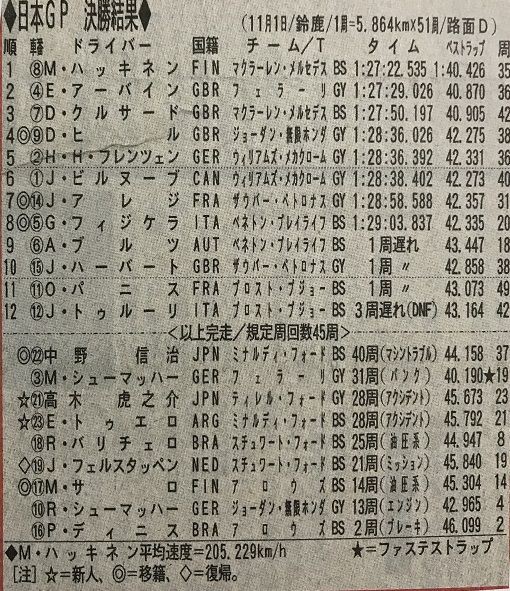 ◆日本GP 決勝結果◆ (11月1日/鈴鹿/1周=5.864km×51周/路面D)
順 ドライバー 国籍 チーム/T タイム ベストラップ 周
1 ⑧M・ハッキネン FIN マクラーレン・メルセデス BS 1:27:22.535 1:40.426 35
2 ④E・アーバイン GBR フェラーリ GY 1:27:29.026 40.870 36
3 ⑦D・クルサード GBR マクラーレン・メルセデス BS 1:27:50.197 40.905 42
4 ◎⑨D・ヒル GBR ジョーダン・無限ホンダ GY 1:28:36.026 42.275 38
5 ②H・H・フレンツェン GER ウィリアムズ・メカクローム GY 1:28:36.392 42.331 36
6 ①J・ビルヌーブ CAN ウィリアムズ・メカクローム GY 1:28:38.402 42.273 40
7 ◎⑭J・アレジ FRA ザウバー・ペトロナス GY 1:28:58.588 42.357 31
8 ◎⑤G・フィジケラ ITA ベネトン・プレイライフ BS 1:29:03.837 42.335 20
9 ⑥A・ブルツ AUT ベネトン・プレイライフ BS 1周遅れ 43.447 18
10 ⑮J・ハーバート GBR ザウバー・ペトロナス GY 1周 〃 42.858 38
11 ⑪O・パニス FRA プロスト・プジョー BS 1周 〃 43.073 49
12 ⑫J・トゥルーリ ITA プロスト・プジョー BS 3周遅れ(DNF) 43.164 42
<以上完走/規定周回数45周>
◎㉒中野 信治 JPN ミナルディ・フォード BS 40周(マシントラブル) 44.158 37
③M・シューマッハー GER フェラーリ GY 31周(パンク) 40.190★19
☆㉑高木 虎之介 JPN ティレル・フォード GY 28周(アクシデント) 45.673 23
☆㉓E・トゥエロ ARG ミナルディ・フォード BS 28周(アクシデント) 45.792 21
⑱R・バリチェロ BRA スチュワート・フォード BS 25周(油圧系) 44.947 8
◇⑲J・フェルスタッペン NED スチュワート・フォード BS 21周(ミッション) 45.840 19
◎⑰M・サロ FIN アロウズ BS 14周(油圧系) 45.304 14
⑩R・シューマッハー GER ジョーダン・無限ホンダ GY 13周(エンジン) 42.965 4
⑯P・ディニス BRA アロウズ BS 2周(ブレーキ) 46.099 2
◆M・ハッキネン平均速度=205.229km/h ★=ファステストラップ
[注] ☆=新人、◎=移籍、◇=復帰。